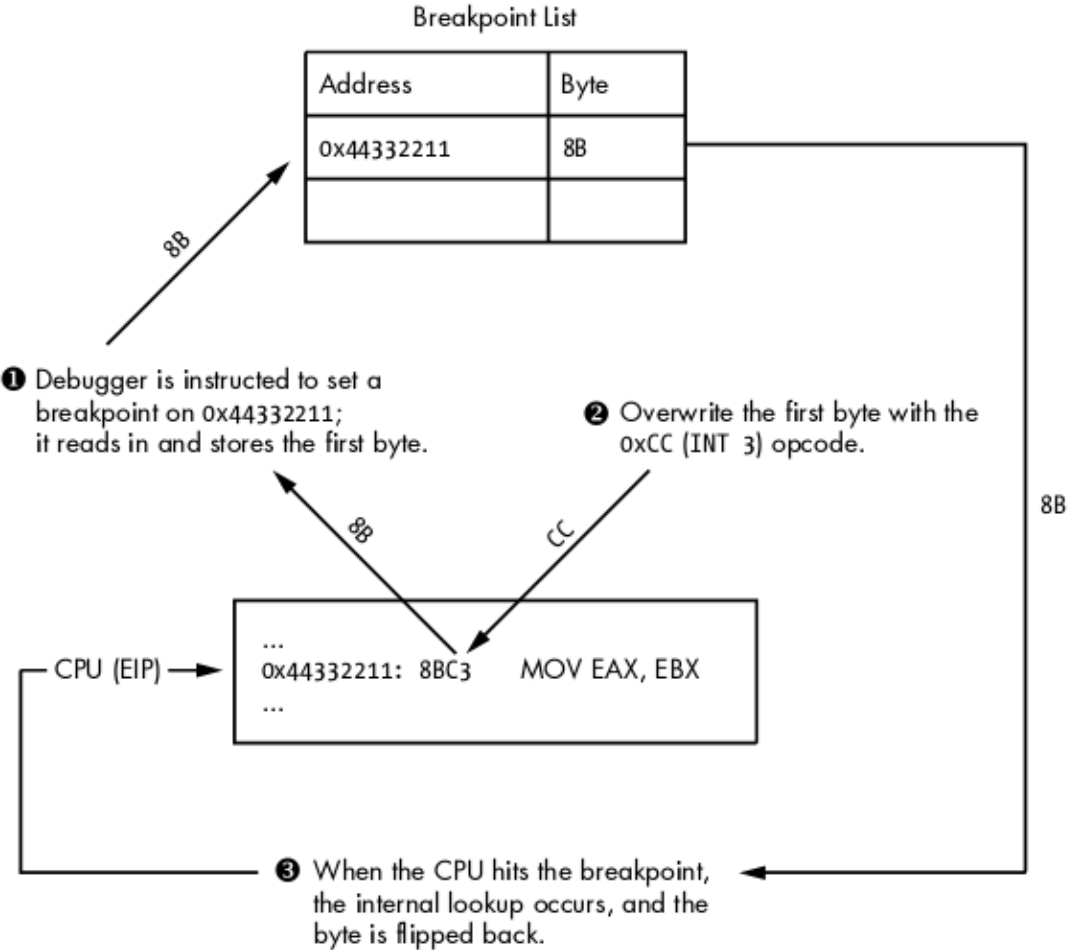 Breakpoint List
Address Byte
0x44332211 8B
8B
❶ Debugger is instructed to set a
breakpoint on 0x44332211;
it reads in and stores the first byte.
❷ Overwrite the first byte with the
0xCC (INT 3) opcode.
8B
8B
CC
...
CPU (EIP)
0x44332211: 8BC3 MOV EAX, EBX
...
❸ When the CPU hits the breakpoint,
the internal lookup occurs, and the
byte is flipped back.